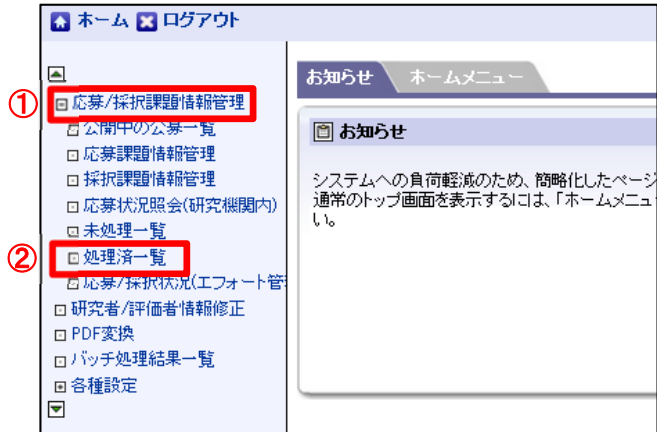 ホーム ログアウト
お知らせ ホームメニュー
① 応募/採択課題情報管理
公開中の公募一覧
応募課題情報管理
採択課題情報管理
応募状況照会(研究機関内)
未処理一覧
② 処理済一覧
応募/採択状況(エフォート管
研究者/評価者情報修正
PDF変換
バッチ処理結果一覧
各種設定
お知らせ
システムへの負荷軽減のため、簡略化したページ
通常のトップ画面を表示するには、「ホームメニュ
い。